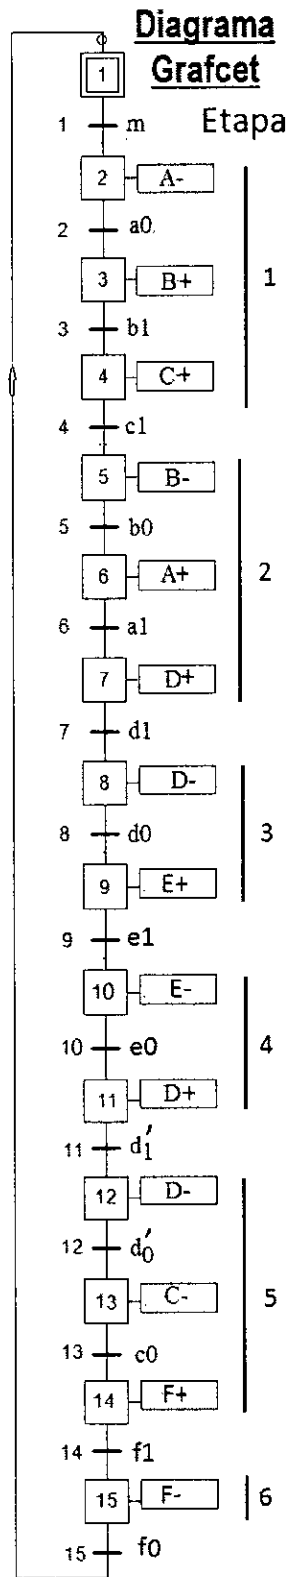 Diagrama
Grafcet
1
1 m Etapa
2 A-
2 a0
3 B+ 1
3 b1
4 C+
4 c1
5 B-
5 b0
6 A+ 2
6 a1
7 D+
7 d1
8 D-
8 d0 3
9 E+
9 e1
10 E-
10 e0 4
11 D+
11 d'1
12 D-
12 d'0
13 C- 5
13 c0
14 F+
14 f1
15 F- 6
15 f0